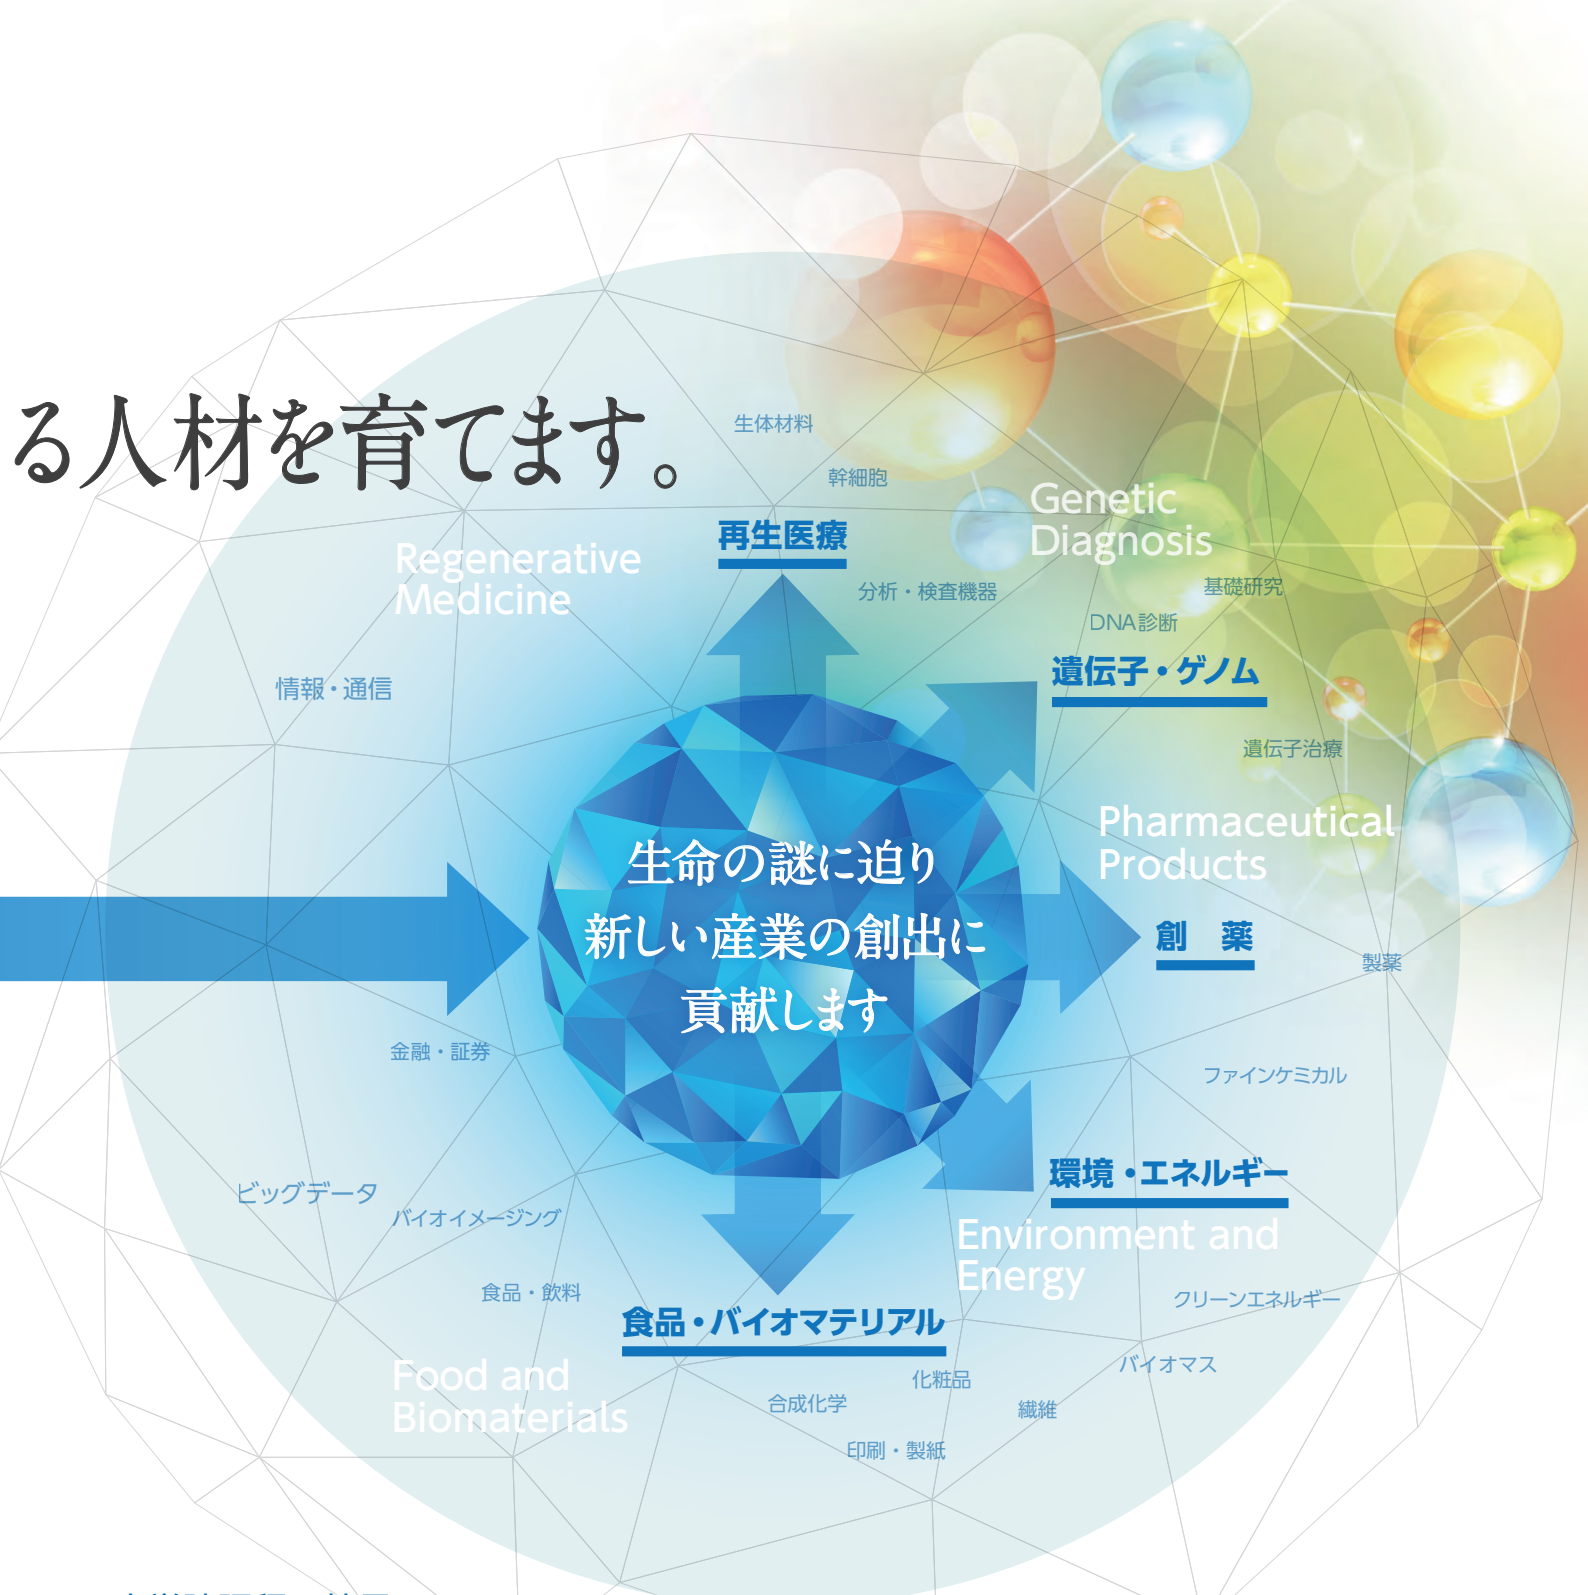 る人材を育てます。
生体材料
幹細胞
再生医療
Regenerative
Medicine
Genetic
Diagnosis
分析・検査機器
基礎研究
DNA診断
遺伝子・ゲノム
情報・通信
遺伝子治療
Pharmaceutical
Products
生命の謎に迫り
新しい産業の創出に
貢献します
創　薬
製薬
金融・証券
ファインケミカル
環境・エネルギー
Environment and
Energy
ビッグデータ
バイオイメージング
食品・飲料
クリーンエネルギー
食品・バイオマテリアル
Food and
Biomaterials
バイオマス
化粧品
合成化学
繊維
印刷・製紙